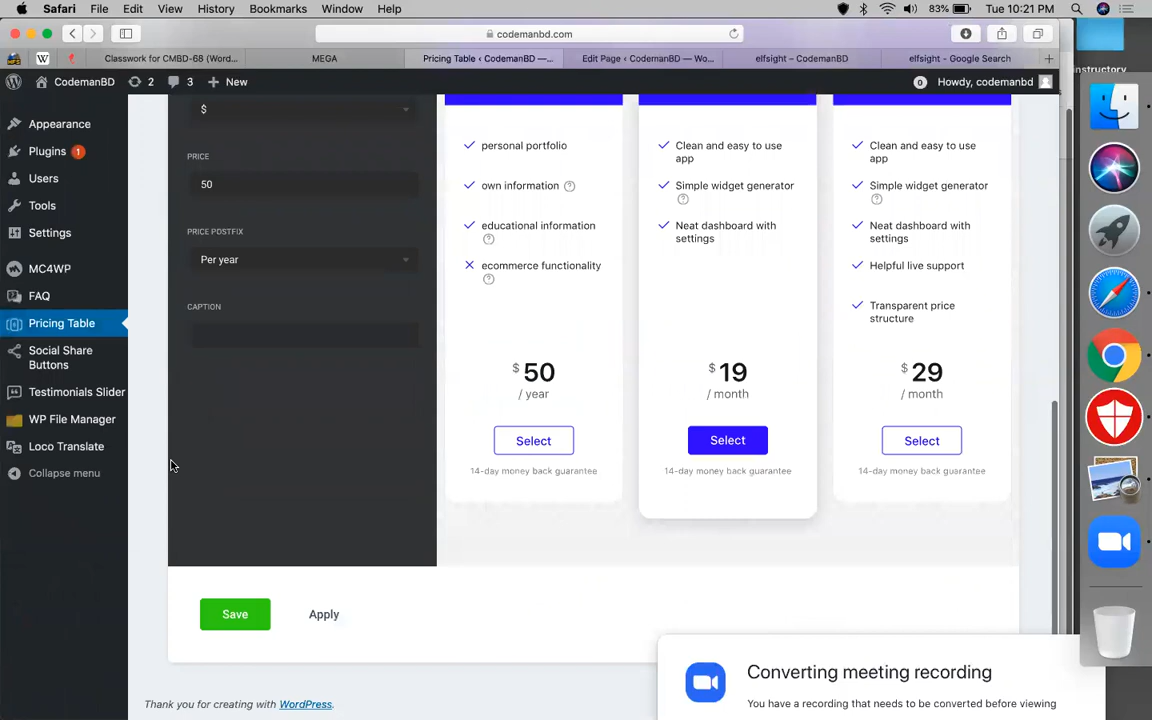 Safari File Edit View History Bookmarks Window Help 83% Tue 10:21 PM
codemanbd.com
W Classwork for CMBD-68 (Word... MEGA Pricing Table ‹ CodemanBD —... Edit Page ‹ CodemanBD — Wo... elfsight – CodemanBD elfsight - Google Search
CodemanBD 2 3 New 0 Howdy, codemanbd
instructory
Appearance
Plugins 1
Users
Tools
Settings
MC4WP
FAQ
Pricing Table
Social Share
Buttons
Testimonials Slider
WP File Manager
Loco Translate
Collapse menu
$
PRICE
50
PRICE POSTFIX
Per year
CAPTION
personal portfolio
own information ?
educational information
?
ecommerce functionality
?
$ 50
/ year
Select
14-day money back guarantee
Clean and easy to use
app
Simple widget generator
?
Neat dashboard with
settings
$ 19
/ month
Select
14-day money back guarantee
Clean and easy to use
app
Simple widget generator
?
Neat dashboard with
settings
Helpful live support
Transparent price
structure
$ 29
/ month
Select
14-day money back guarantee
Save Apply
Thank you for creating with WordPress.
Converting meeting recording
You have a recording that needs to be converted before viewing